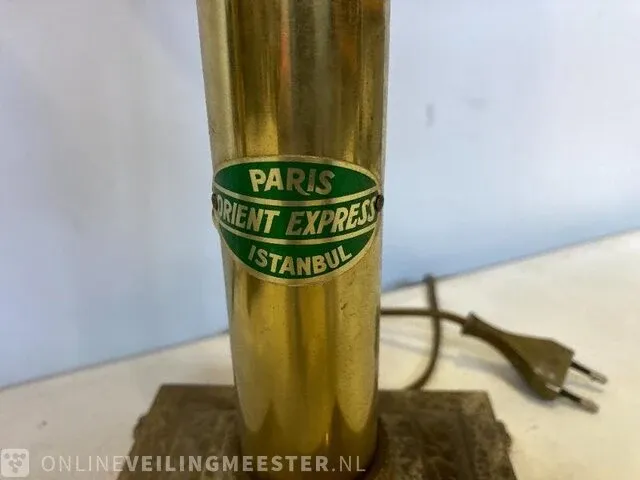 PARIS
ORIENT EXPRESS
ISTANBUL
ONLINEVEILINGMEESTER.NL